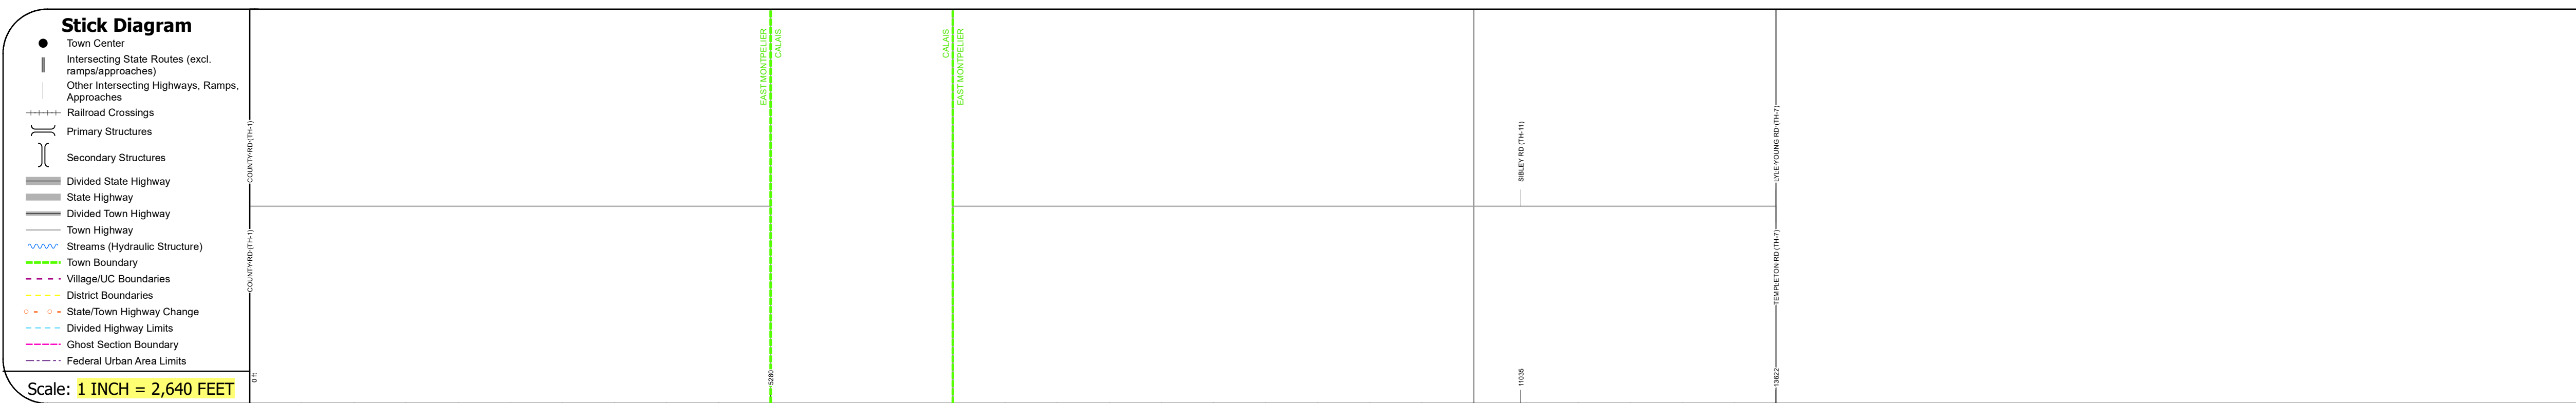 Stick Diagram
Town Center
Intersecting State Routes (excl.
ramps/approaches)
Other Intersecting Highways, Ramps,
Approaches
Railroad Crossings
Primary Structures
Secondary Structures
Divided State Highway
State Highway
Divided Town Highway
Town Highway
Streams (Hydraulic Structure)
Town Boundary
Village/UC Boundaries
District Boundaries
State/Town Highway Change
Divided Highway Limits
Ghost Section Boundary
Federal Urban Area Limits
Scale: 1 INCH = 2,640 FEET
COUNTY RD (TH-1)
COUNTY RD (TH-1)
0 ft
EAST MONTPELIER
CALAIS
5280
CALAIS
EAST MONTPELIER
SIBLEY RD (TH-11)
11035
LYLE YOUNG RD (TH-7)
TEMPLETON RD (TH-7)
13622